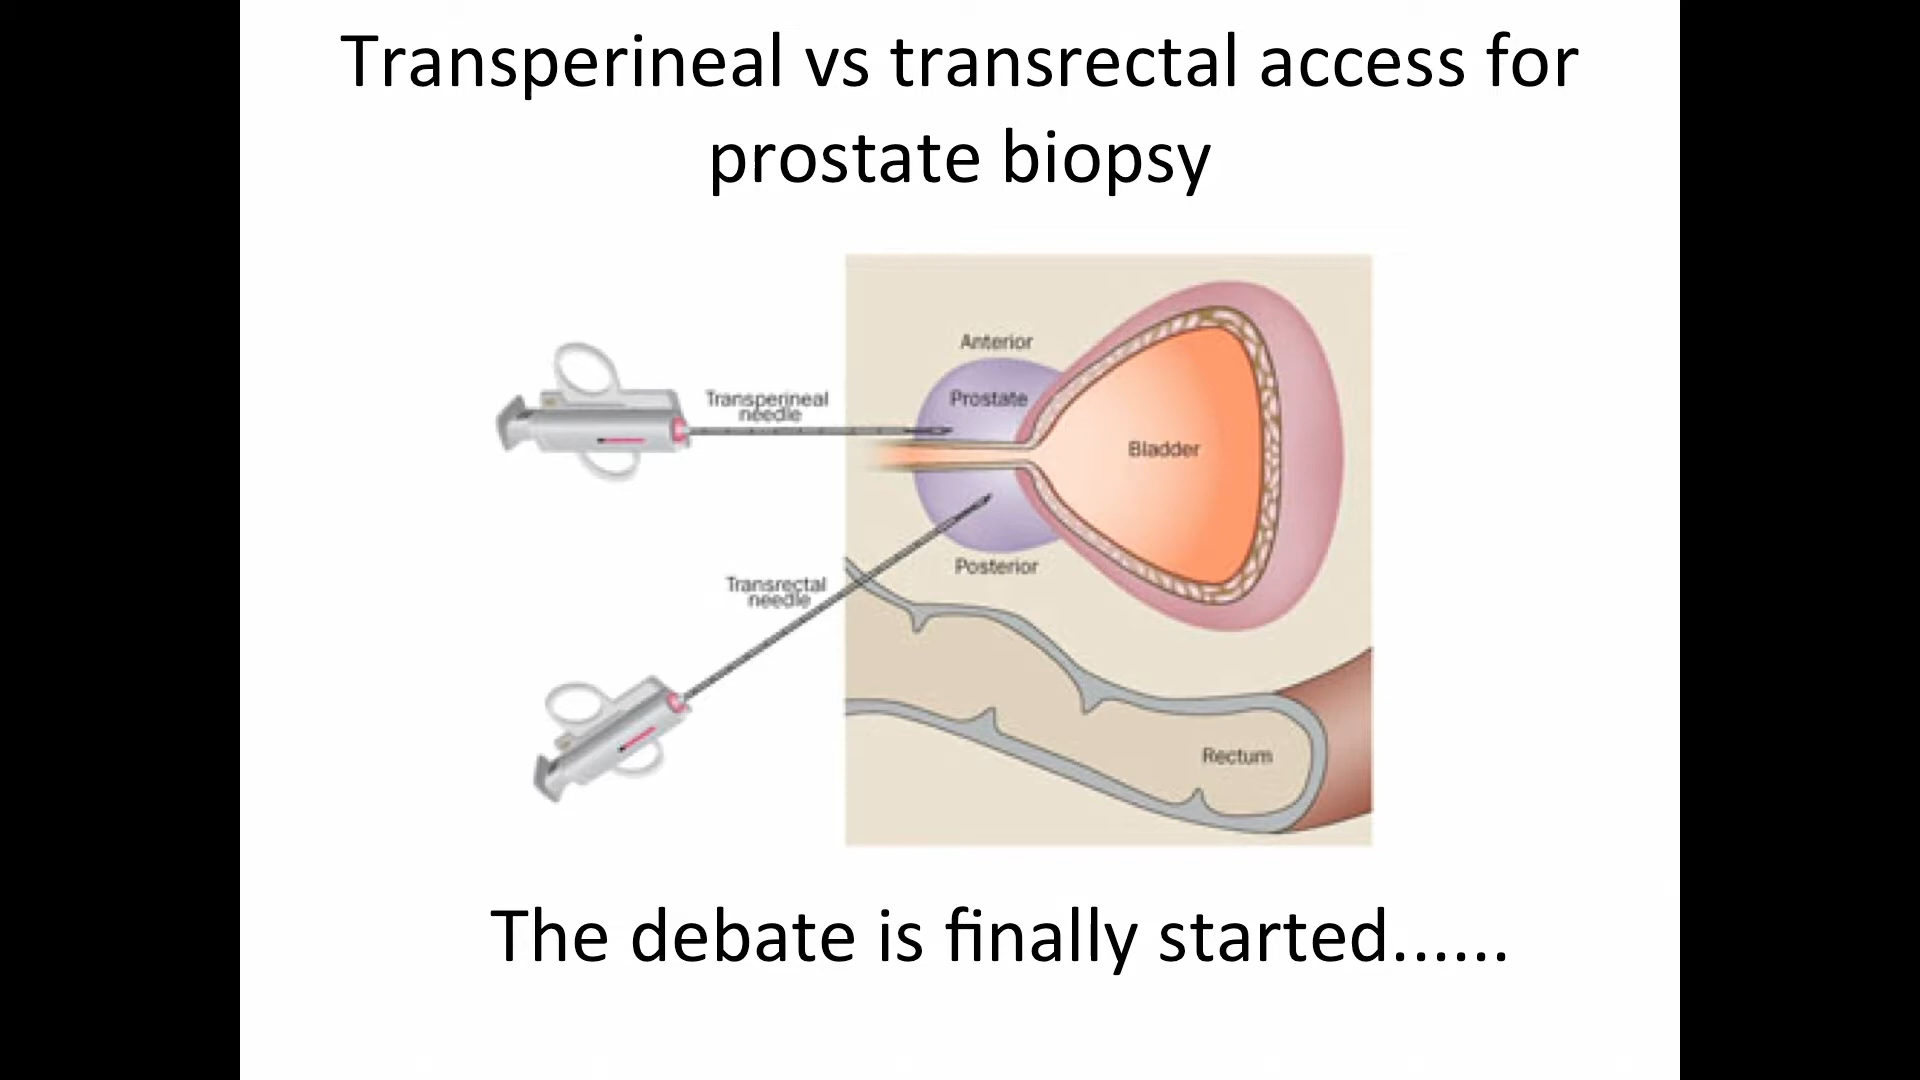 Transperineal vs transrectal access for
prostate biopsy
Anterior
Prostate
Transperineal
needle
Bladder
Posterior
Transrectal
needle
Rectum
The debate is finally started......